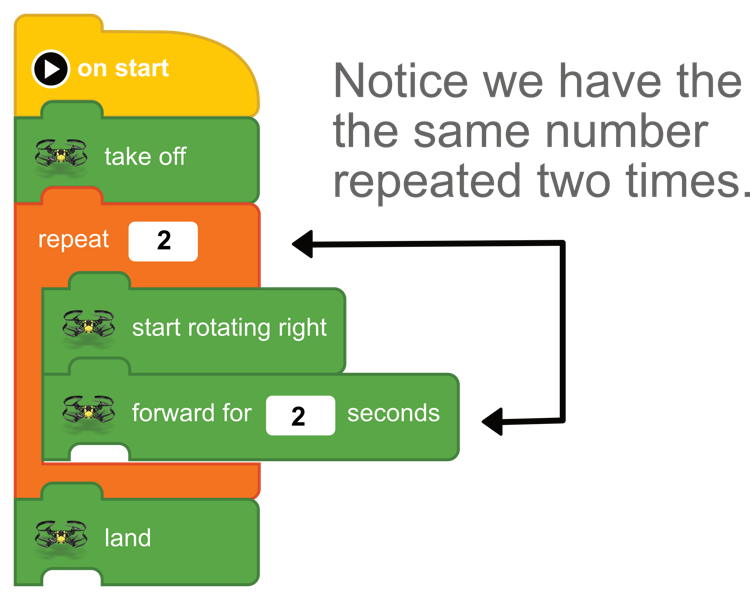 on start
Notice we have the
the same number
repeated two times.
take off
repeat 2
start rotating right
forward for 2 seconds
land